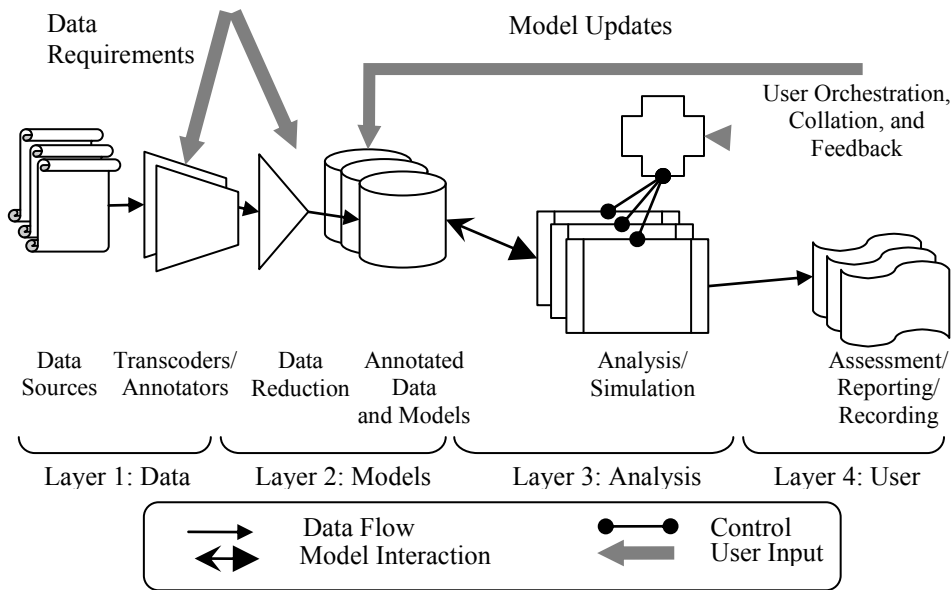 Data
Requirements
Model Updates
User Orchestration,
Collation, and
Feedback
Data
Sources
Transcoders/
Annotators
Data
Reduction
Annotated
Data
and Models
Analysis/
Simulation
Assessment/
Reporting/
Recording
Layer 1: Data
Layer 2: Models
Layer 3: Analysis
Layer 4: User
Data Flow
Model Interaction
Control
User Input